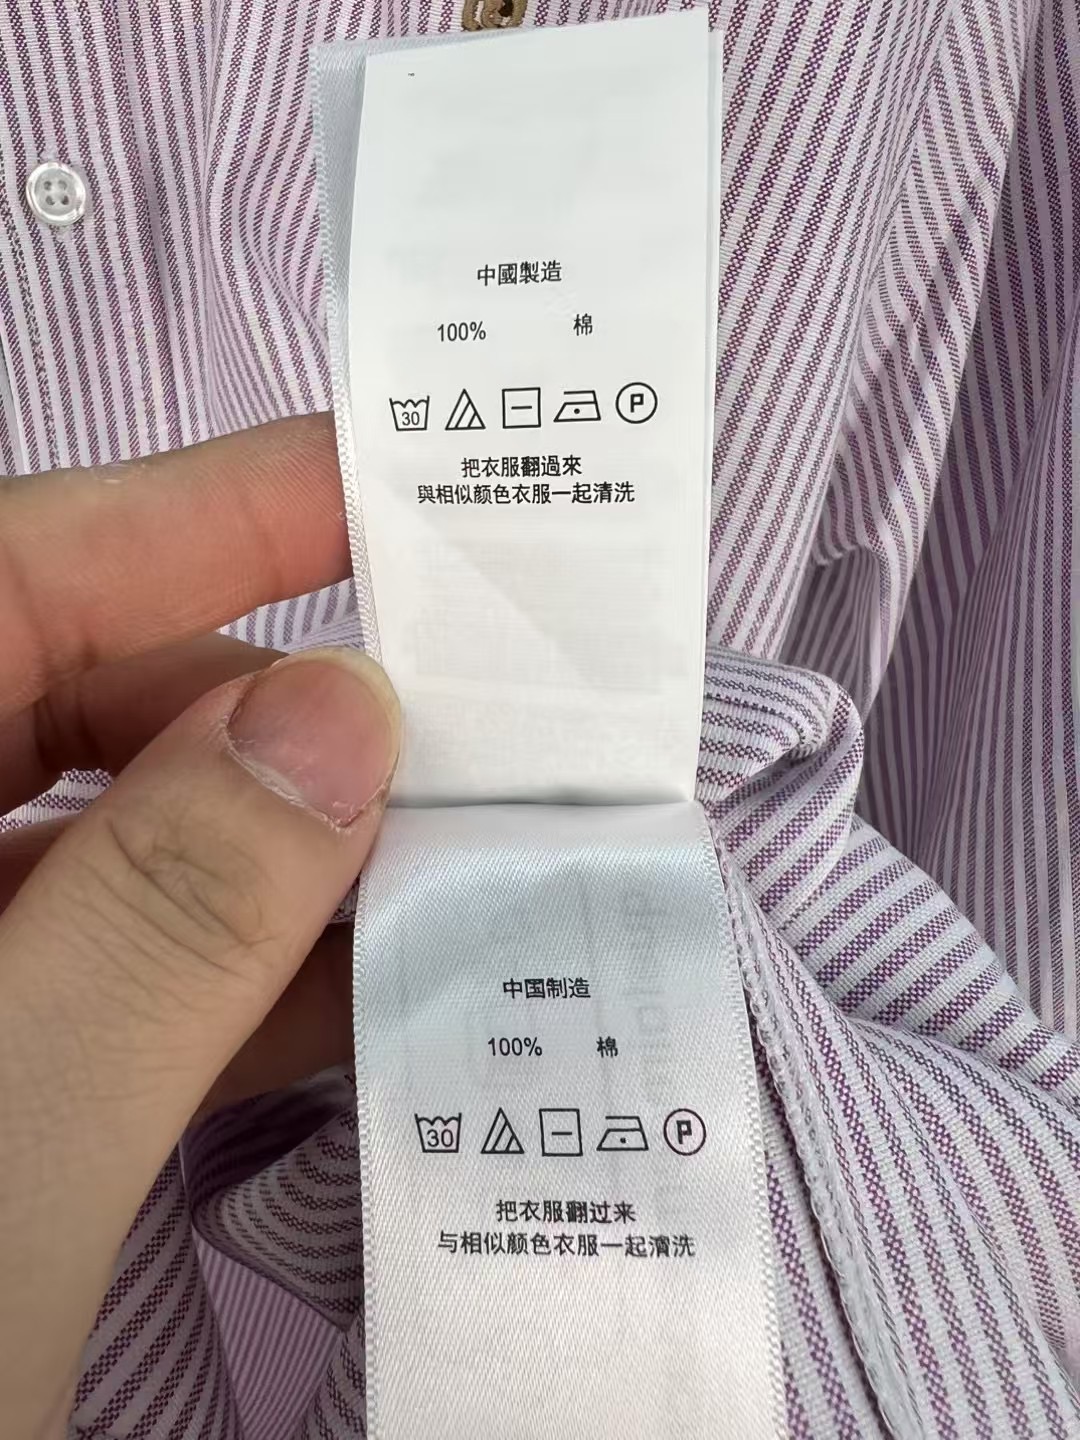 中國製造
100% 棉
30 P
把衣服翻過來
與相似颜色衣服一起清洗
中国制造
100% 棉
30 P
把衣服翻过来
与相似颜色衣服一起清洗